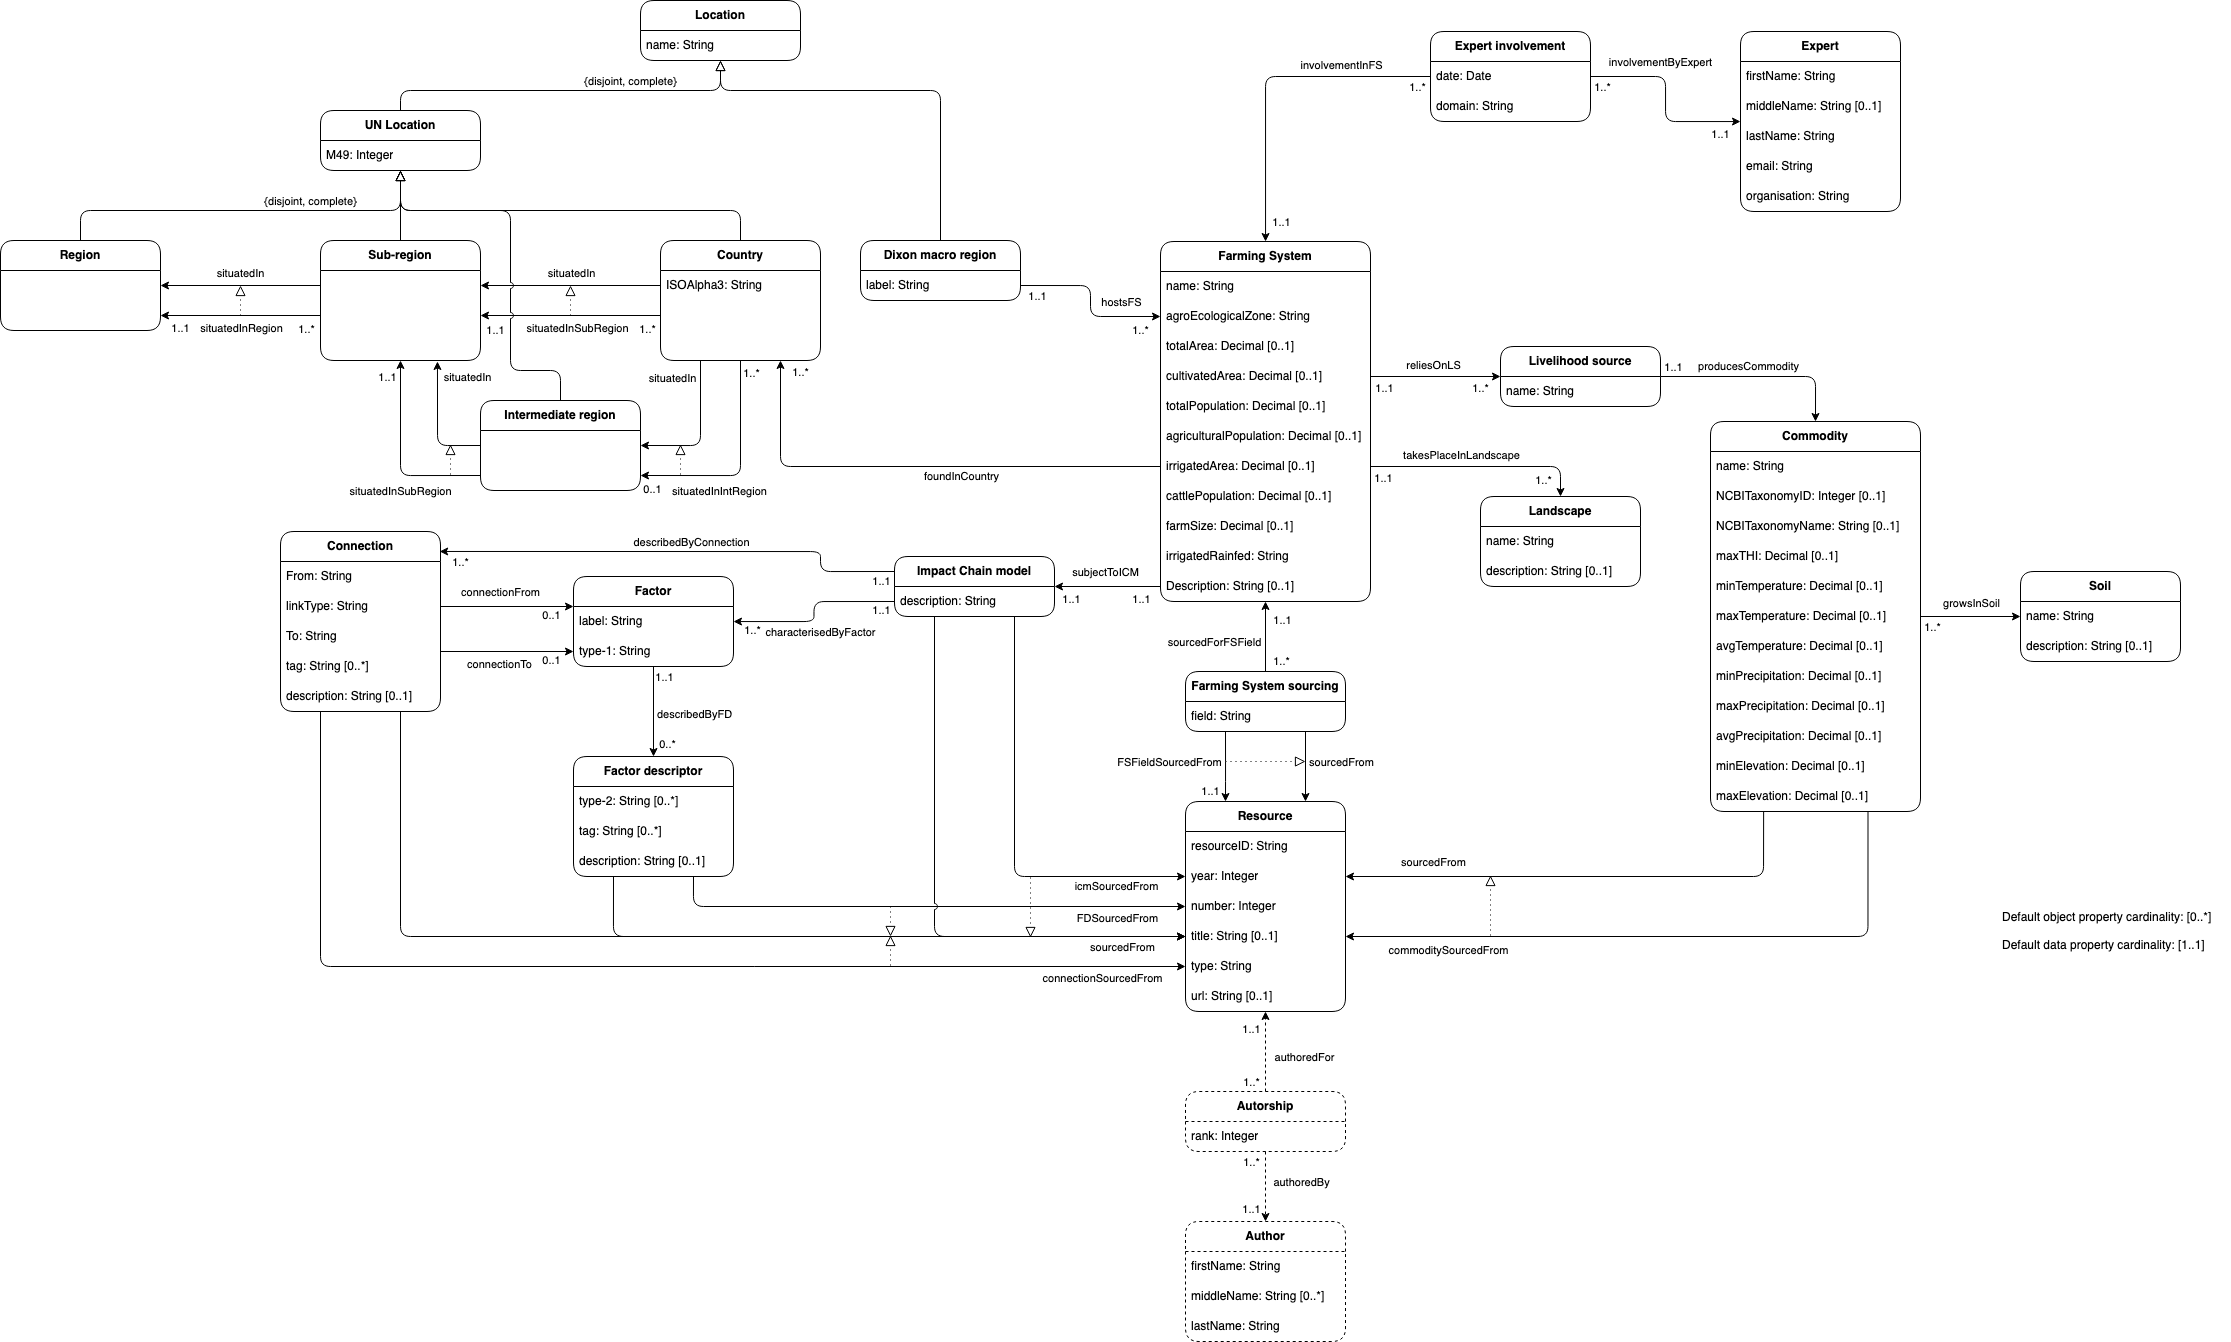 Location
name: String
{disjoint, complete}
UN Location
M49: Integer
{disjoint, complete}
Region
Sub-region
Country
ISOAlpha3: String
situatedIn
situatedIn
1..1
situatedInRegion
1..*
1..1
situatedInSubRegion
1..*
1..1
situatedIn
situatedIn
1..*
1..*
Intermediate region
situatedInSubRegion
0..1
situatedInIntRegion
Dixon macro region
label: String
1..1
hostsFS
1..*
Expert involvement
date: Date
domain: String
involvementInFS
1..*
1..1
involvementByExpert
1..*
1..1
Expert
firstName: String
middleName: String [0..1]
lastName: String
email: String
organisation: String
Farming System
name: String
agroEcologicalZone: String
totalArea: Decimal [0..1]
cultivatedArea: Decimal [0..1]
totalPopulation: Decimal [0..1]
agriculturalPopulation: Decimal [0..1]
irrigatedArea: Decimal [0..1]
cattlePopulation: Decimal [0..1]
farmSize: Decimal [0..1]
irrigatedRainfed: String
Description: String [0..1]
foundInCountry
reliesOnLS
1..1
1..*
Livelihood source
name: String
1..1
producesCommodity
takesPlaceInLandscape
1..1
1..*
Landscape
name: String
description: String [0..1]
Commodity
name: String
NCBITaxonomyID: Integer [0..1]
NCBITaxonomyName: String [0..1]
maxTHI: Decimal [0..1]
minTemperature: Decimal [0..1]
maxTemperature: Decimal [0..1]
avgTemperature: Decimal [0..1]
minPrecipitation: Decimal [0..1]
maxPrecipitation: Decimal [0..1]
avgPrecipitation: Decimal [0..1]
minElevation: Decimal [0..1]
maxElevation: Decimal [0..1]
growsInSoil
1..*
Soil
name: String
description: String [0..1]
Connection
From: String
linkType: String
To: String
tag: String [0..*]
description: String [0..1]
describedByConnection
1..*
1..1
connectionFrom
0..1
connectionTo
0..1
Factor
label: String
type-1: String
1..1
1..*
characterisedByFactor
Impact Chain model
description: String
subjectToICM
1..1
1..1
1..1
describedByFD
0..*
Factor descriptor
type-2: String [0..*]
tag: String [0..*]
description: String [0..1]
1..1
sourcedForFSField
1..*
Farming System sourcing
field: String
FSFieldSourcedFrom
sourcedFrom
1..1
Resource
resourceID: String
year: Integer
number: Integer
title: String [0..1]
type: String
url: String [0..1]
icmSourcedFrom
FDSourcedFrom
sourcedFrom
connectionSourcedFrom
sourcedFrom
commoditySourcedFrom
Default object property cardinality: [0..*]
Default data property cardinality: [1..1]
1..1
authoredFor
1..*
Autorship
rank: Integer
1..*
authoredBy
1..1
Author
firstName: String
middleName: String [0..*]
lastName: String